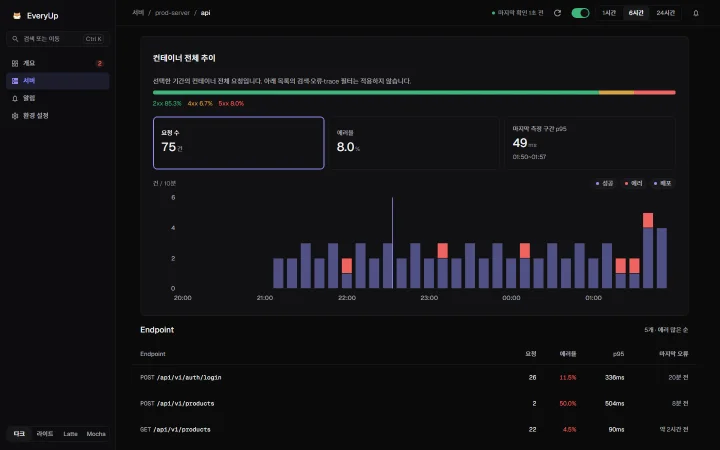 EveryUp
서버 / prod-server / api
마지막 확인 1초 전
1시간 6시간 24시간
검색 또는 이동 Ctrl K
개요 2
서버
알림
환경 설정
컨테이너 전체 추이
선택한 기간의 컨테이너 전체 요청입니다. 아래 목록의 검색·오류·trace 필터는 적용하지 않습니다.
2xx 85.3% 4xx 6.7% 5xx 8.0%
요청 수
75 건
에러율
8.0 %
마지막 측정 구간 p95
49 ms
01:50~01:57
건 / 10분
성공 에러 배포
6
4
2
0
20:00 21:00 22:00 23:00 00:00 01:00
Endpoint
5개 · 에러 많은 순
Endpoint 요청 에러율 p95 마지막 오류
POST /api/v1/auth/login 26 11.5% 336ms 20분 전
POST /api/v1/products 2 50.0% 504ms 8분 전
GET /api/v1/products 22 4.5% 90ms 약 2시간 전
다크 라이트 Latte Mocha